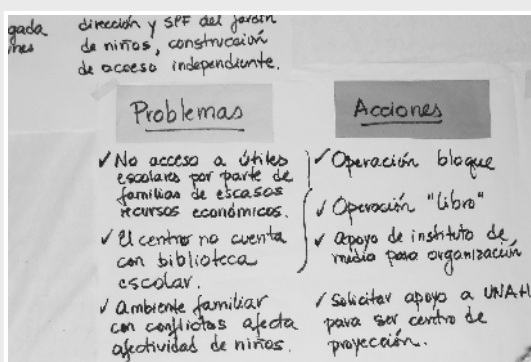 gada
nes
dirección y SPF del jardín
de niños, construcción
de acceso independiente.
Problemas
✓ No acceso a útiles
escolares por parte de
familias de escasos
recursos económicos.
✓ El centro no cuenta
con biblioteca
escolar.
✓ Ambiente familiar
con conflictos afecta
afectividad de niños.
Acciones
✓ Operación bloque
✓ Operación "libro"
✓ apoyo de instituto de
media para organización
✓ Solicitar apoyo a UNAH
para ser centro de
proyección.